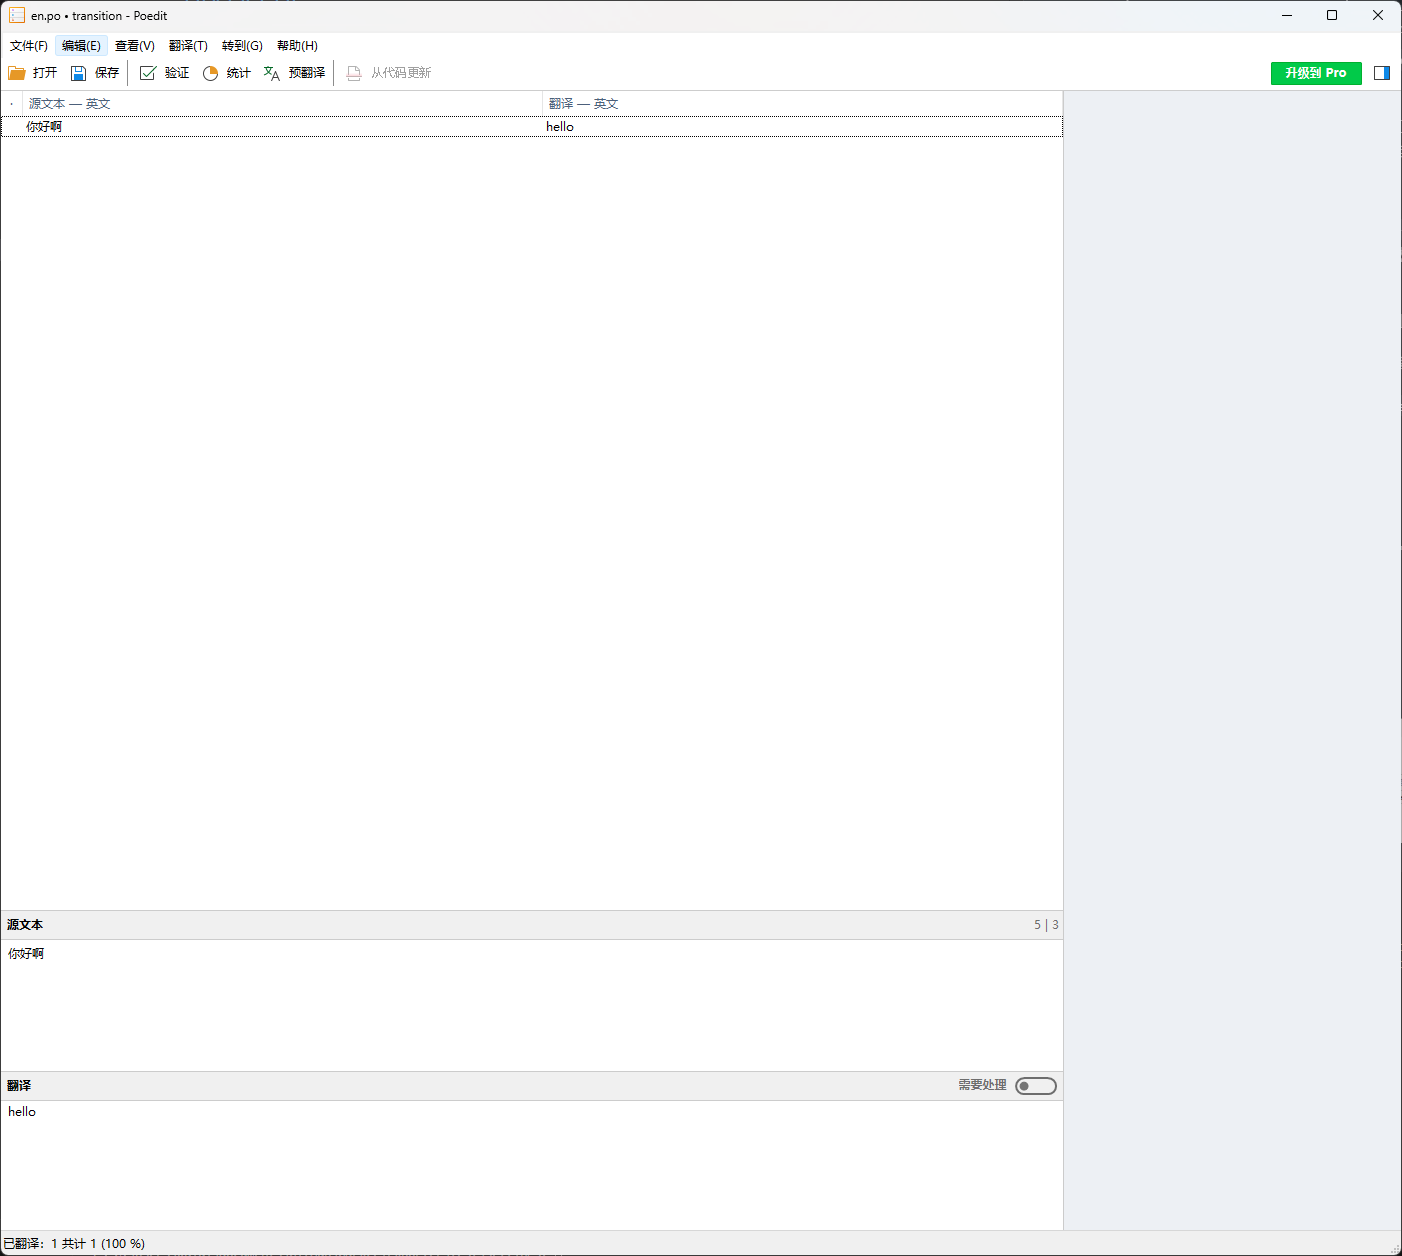 en.po • transition - Poedit
文件(F) 编辑(E) 查看(V) 翻译(T) 转到(G) 帮助(H)
打开 保存 验证 统计 预翻译 从代码更新 升级到 Pro
源文本 — 英文 翻译 — 英文
你好啊 hello
源文本 5 | 3
你好啊
翻译 需要处理
hello
已翻译: 1 共计 1 (100 %)